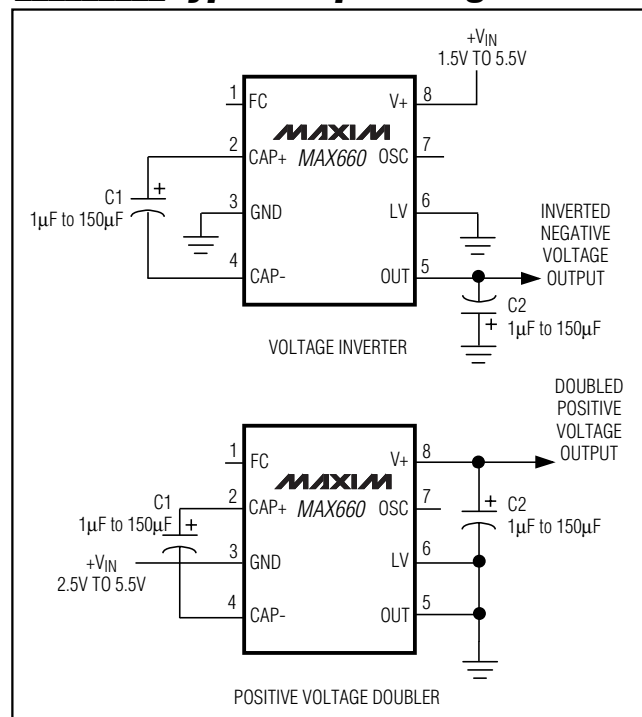 +VIN
1.5V TO 5.5V
1
FC
V+
8
MAXIM
2
CAP+
MAX660
OSC
7
C1
+
1µF to 150µF
3
GND
LV
6
INVERTED
NEGATIVE
VOLTAGE
OUTPUT
4
CAP-
OUT
5
C2
+
1µF to 150µF
VOLTAGE INVERTER
DOUBLED
POSITIVE
VOLTAGE
OUTPUT
1
FC
V+
8
MAXIM
C1
1µF to 150µF
+
2
CAP+
MAX660
OSC
7
+
C2
1µF to 150µF
+VIN
2.5V TO 5.5V
3
GND
LV
6
4
CAP-
OUT
5
POSITIVE VOLTAGE DOUBLER